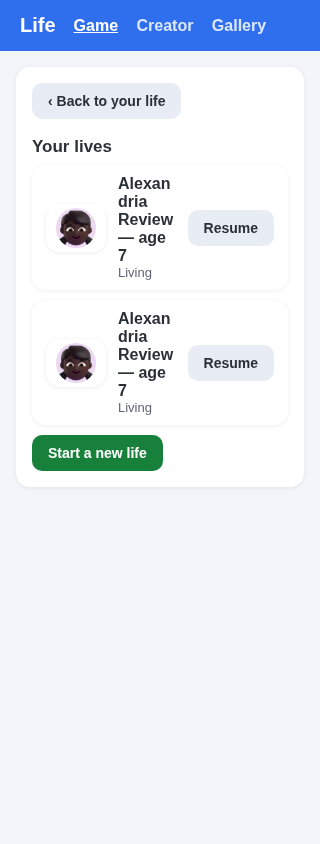 Life Game Creator Gallery
‹ Back to your life
Your lives
Alexan
dria
Review
— age
7
Living
Resume
Alexan
dria
Review
— age
7
Living
Resume
Start a new life